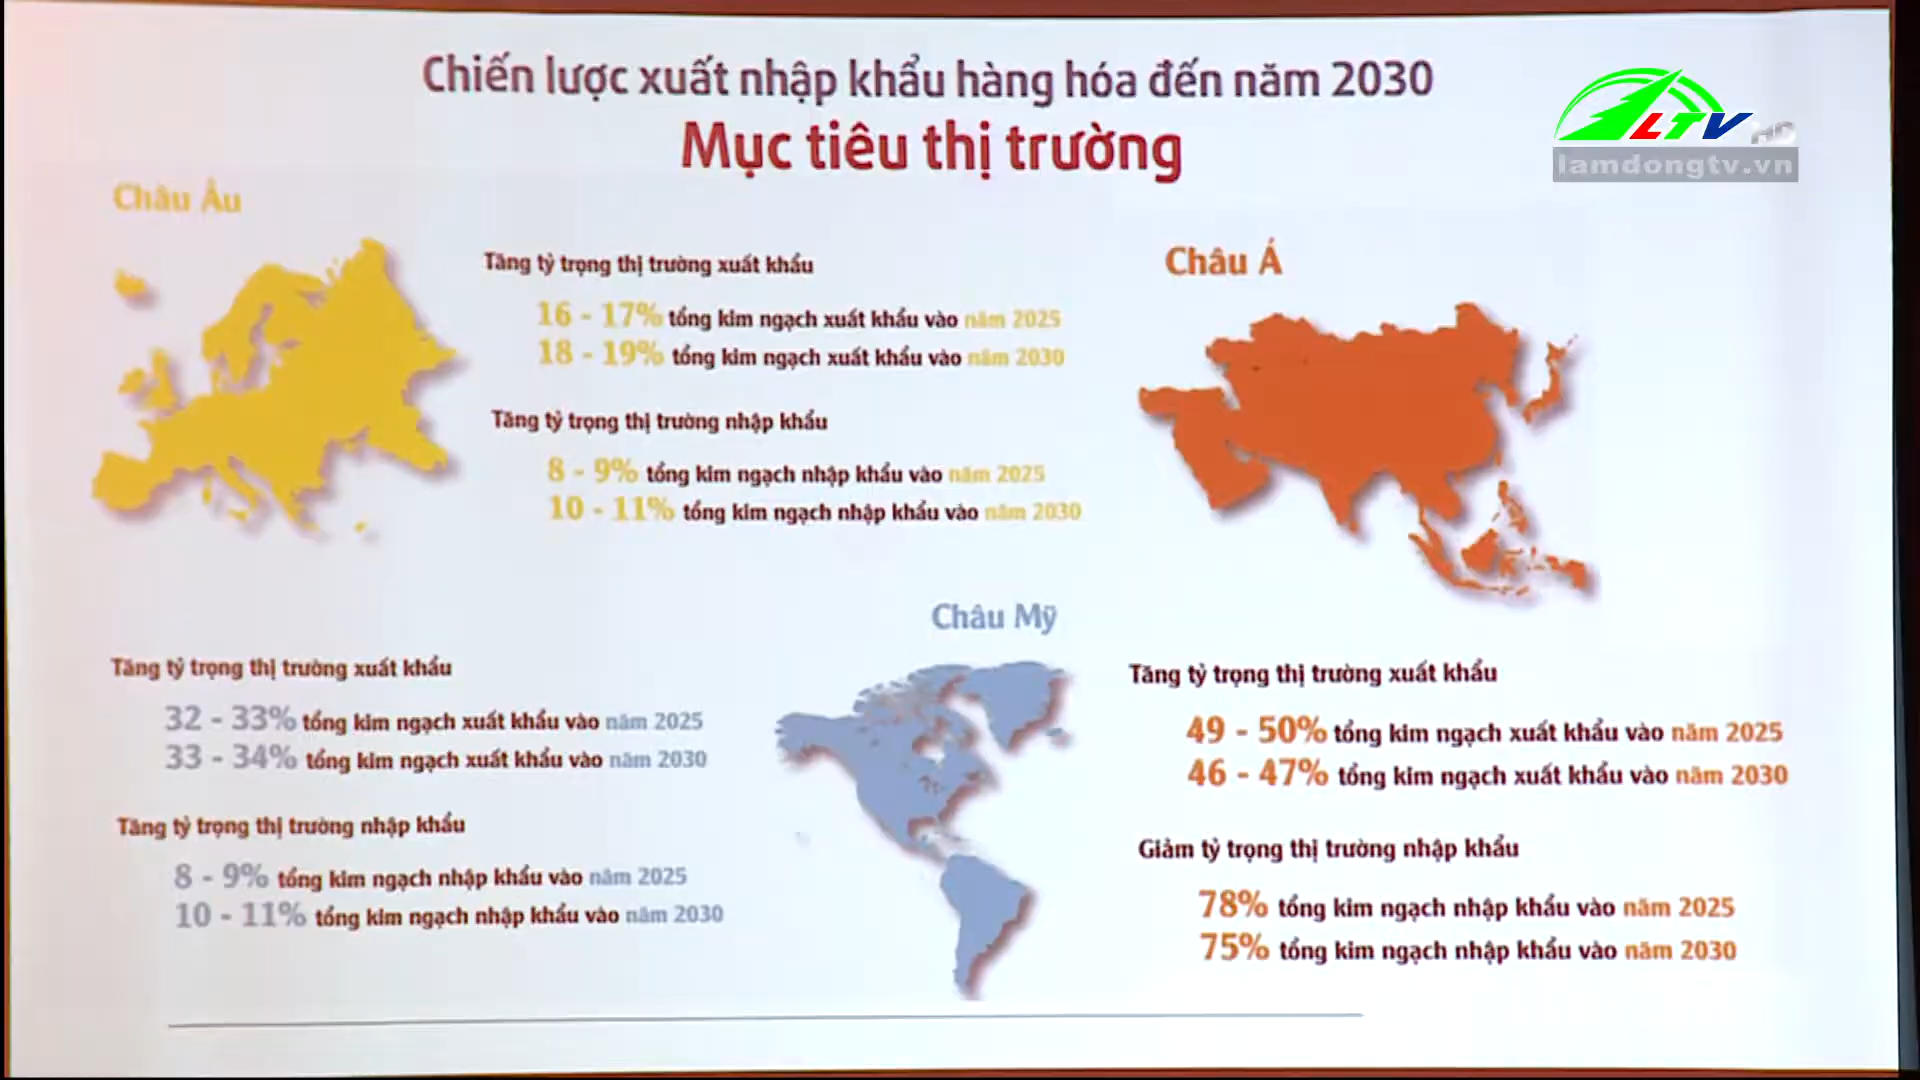 Chiến lược xuất nhập khẩu hàng hóa đến năm 2030
Mục tiêu thị trường
LTV HD
lamdongtv.vn
Châu Âu
Tăng tỷ trọng thị trường xuất khẩu
16 - 17% tổng kim ngạch xuất khẩu vào năm 2025
18 - 19% tổng kim ngạch xuất khẩu vào năm 2030
Tăng tỷ trọng thị trường nhập khẩu
8 - 9% tổng kim ngạch nhập khẩu vào năm 2025
10 - 11% tổng kim ngạch nhập khẩu vào năm 2030
Châu Á
Châu Mỹ
Tăng tỷ trọng thị trường xuất khẩu
32 - 33% tổng kim ngạch xuất khẩu vào năm 2025
33 - 34% tổng kim ngạch xuất khẩu vào năm 2030
Tăng tỷ trọng thị trường nhập khẩu
8 - 9% tổng kim ngạch nhập khẩu vào năm 2025
10 - 11% tổng kim ngạch nhập khẩu vào năm 2030
Tăng tỷ trọng thị trường xuất khẩu
49 - 50% tổng kim ngạch xuất khẩu vào năm 2025
46 - 47% tổng kim ngạch xuất khẩu vào năm 2030
Giảm tỷ trọng thị trường nhập khẩu
78% tổng kim ngạch nhập khẩu vào năm 2025
75% tổng kim ngạch nhập khẩu vào năm 2030